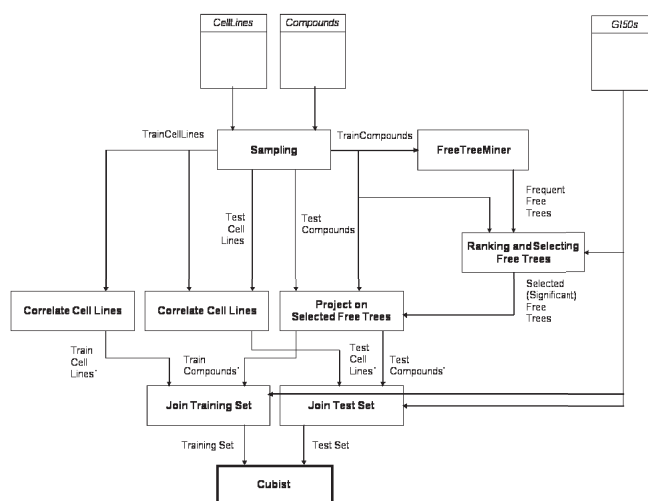 CellLines
Compounds
GI50s
TrainCellLines
Sampling
TrainCompounds
FreeTreeMiner
Test
Cell
Lines
Test
Compounds
Frequent
Free
Trees
Ranking and Selecting
Free Trees
Correlate Cell Lines
Correlate Cell Lines
Project on
Selected Free Trees
Selected
(Significant)
Free
Trees
Train
Cell
Lines'
Train
Compounds'
Test
Cell
Lines'
Test
Compounds'
Join Training Set
Join Test Set
Training Set
Test Set
Cubist